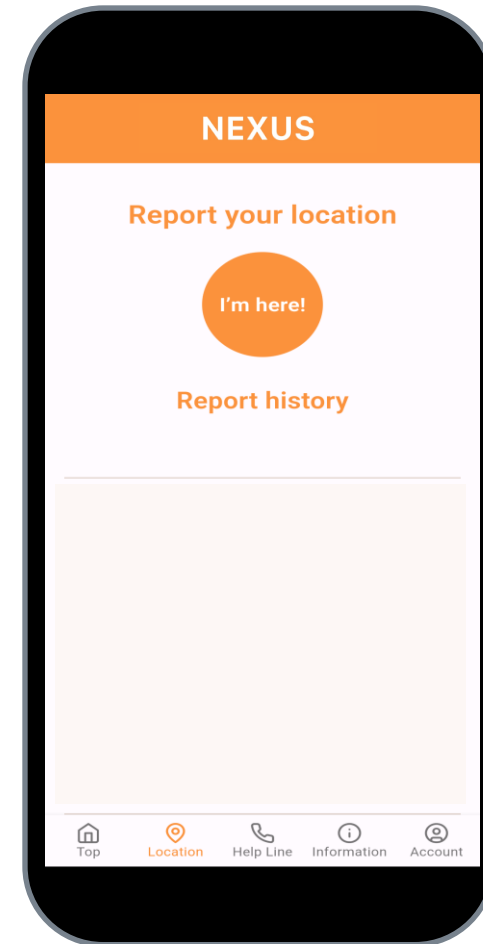 NEXUS
Report your location
I'm here!
Report history
Top Location Help Line Information Account